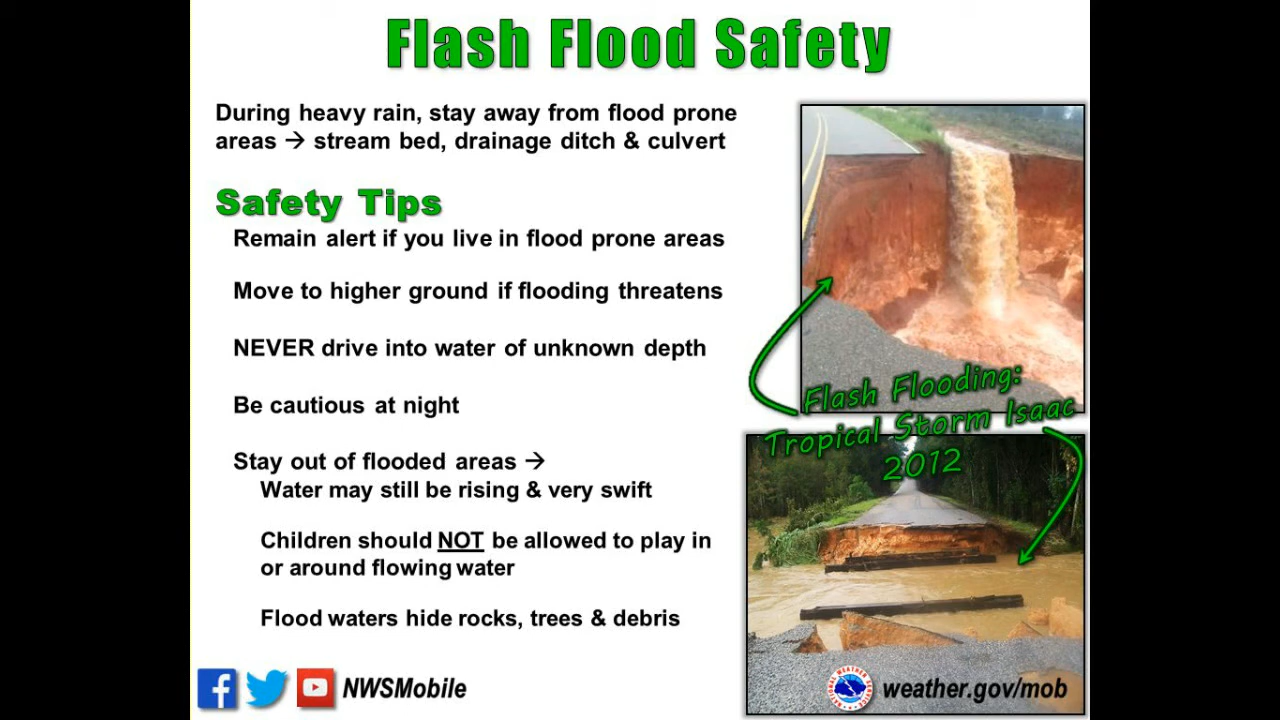 Flash Flood Safety
During heavy rain, stay away from flood prone
areas → stream bed, drainage ditch & culvert
Safety Tips
Remain alert if you live in flood prone areas
Move to higher ground if flooding threatens
NEVER drive into water of unknown depth
Be cautious at night
Stay out of flooded areas →
Water may still be rising & very swift
Children should NOT be allowed to play in
or around flowing water
Flood waters hide rocks, trees & debris
Flash Flooding:
Tropical Storm Isaac
2012
NWSMobile
NATIONAL WEATHER SERVICE
weather.gov/mob